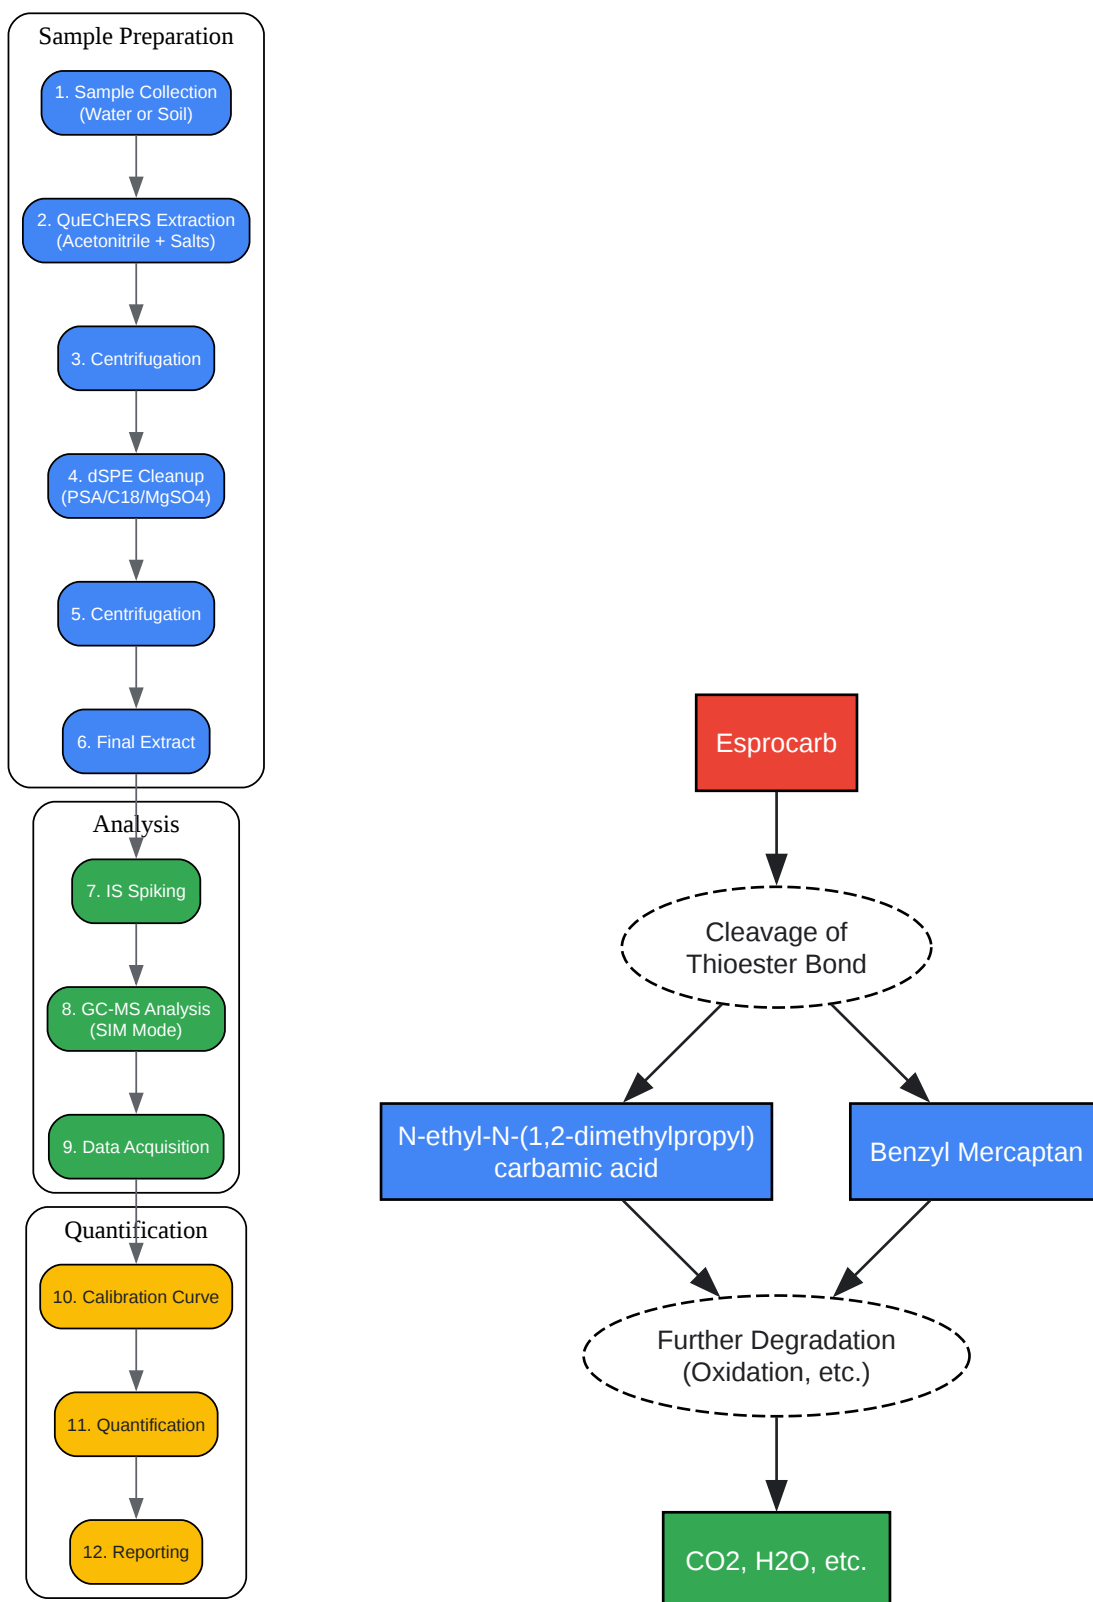 Sample Preparation
1. Sample Collection
(Water or Soil)
2. QuEChERS Extraction
(Acetonitrile + Salts)
3. Centrifugation
4. dSPE Cleanup
(PSA/C18/MgSO4)
5. Centrifugation
6. Final Extract
Analysis
7. IS Spiking
8. GC-MS Analysis
(SIM Mode)
9. Data Acquisition
Quantification
10. Calibration Curve
11. Quantification
12. Reporting
Esprocarb
Cleavage of
Thioester Bond
N-ethyl-N-(1,2-dimethylpropyl)
carbamic acid
Benzyl Mercaptan
Further Degradation
(Oxidation, etc.)
CO2, H2O, etc.